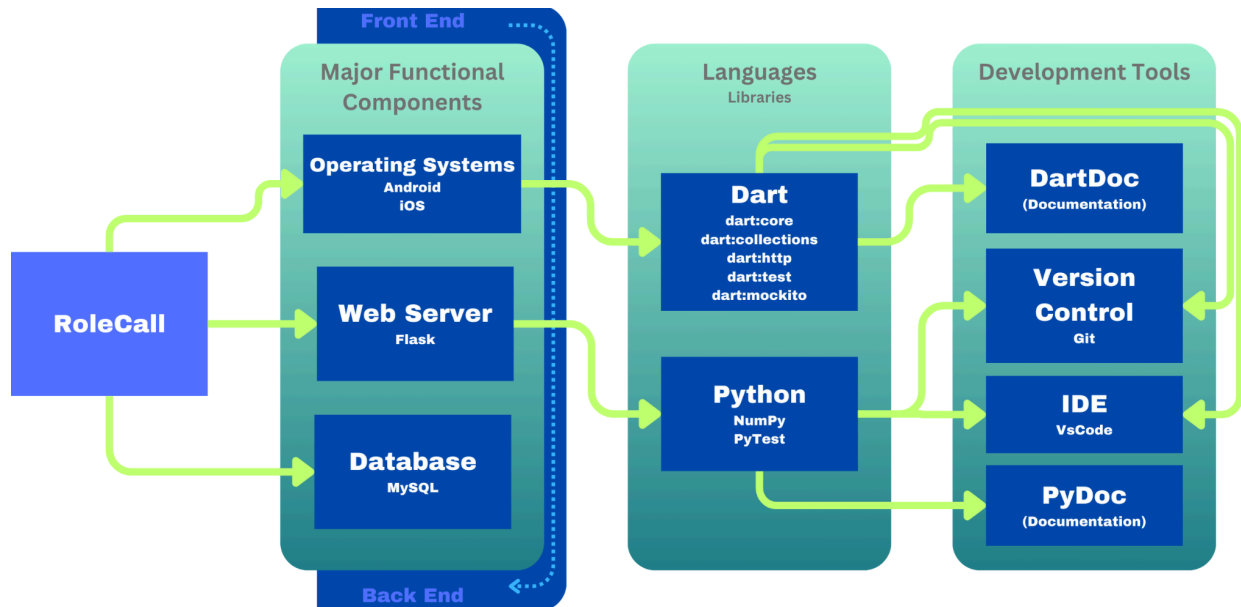 Front End
Major Functional
Components
Operating Systems
Android
iOS
RoleCall
Web Server
Flask
Database
MySQL
Back End
Languages
Libraries
Dart
dart:core
dart:collections
dart:http
dart:test
dart:mockito
Python
NumPy
PyTest
Development Tools
DartDoc
(Documentation)
Version
Control
Git
IDE
VsCode
PyDoc
(Documentation)